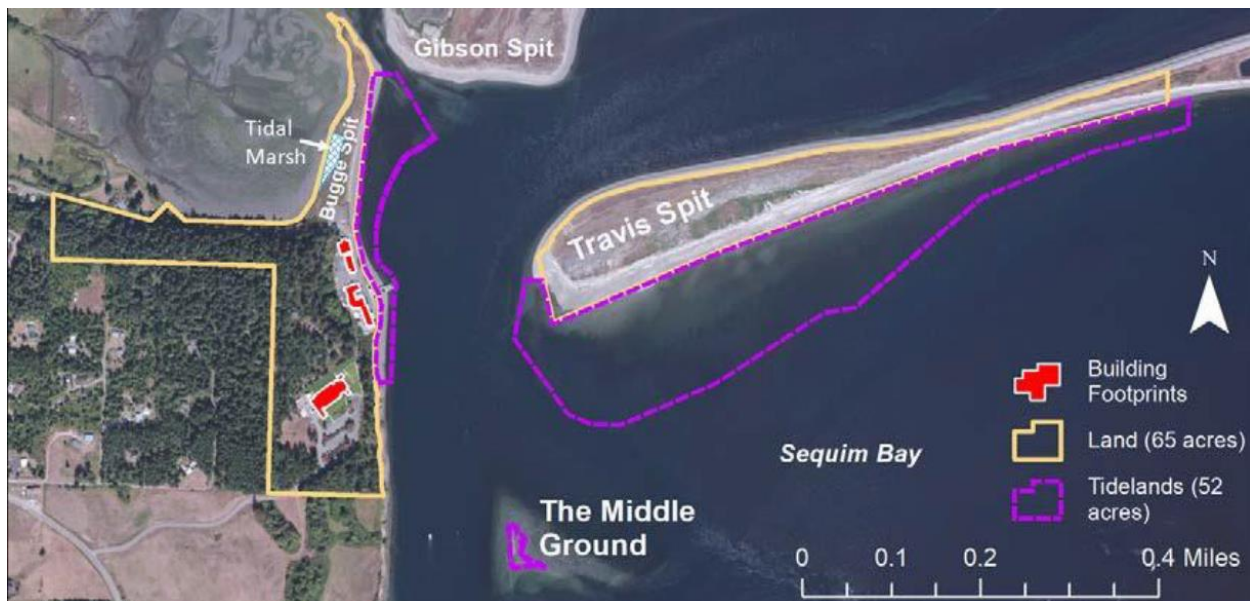 Gibson Spit
Tidal
Marsh
Bugge Spit
Travis Spit
N
Building
Footprints
Land (65 acres)
Sequim Bay
Tidelands (52
acres)
The Middle
Ground
0 0.1 0.2 0.4 Miles